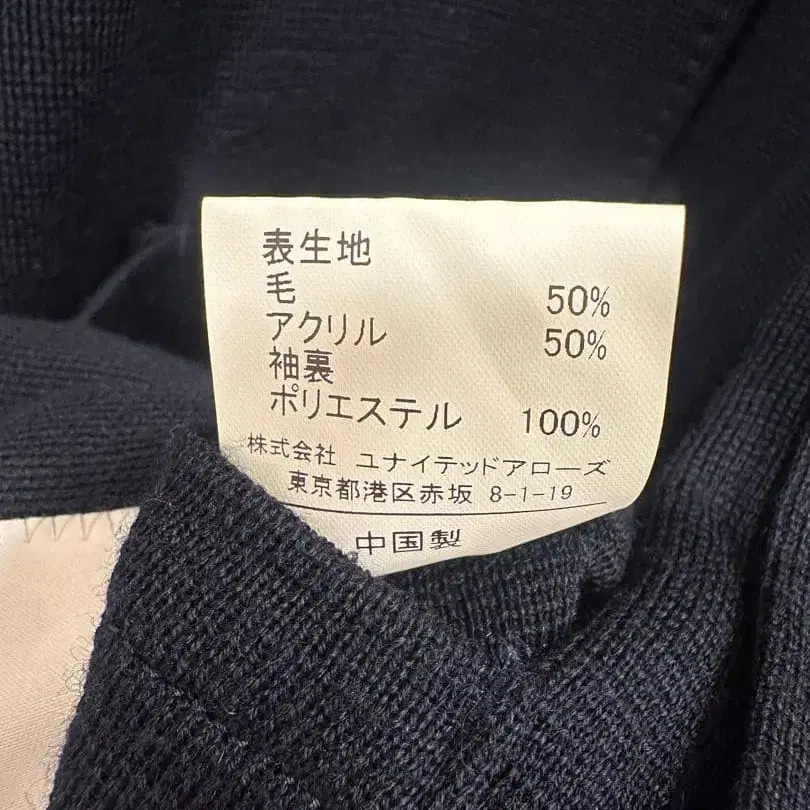 表生地
毛 50%
アクリル 50%
袖裏
ポリエステル 100%
株式会社 ユナイテッドアローズ
東京都港区赤坂 8-1-19
中国製